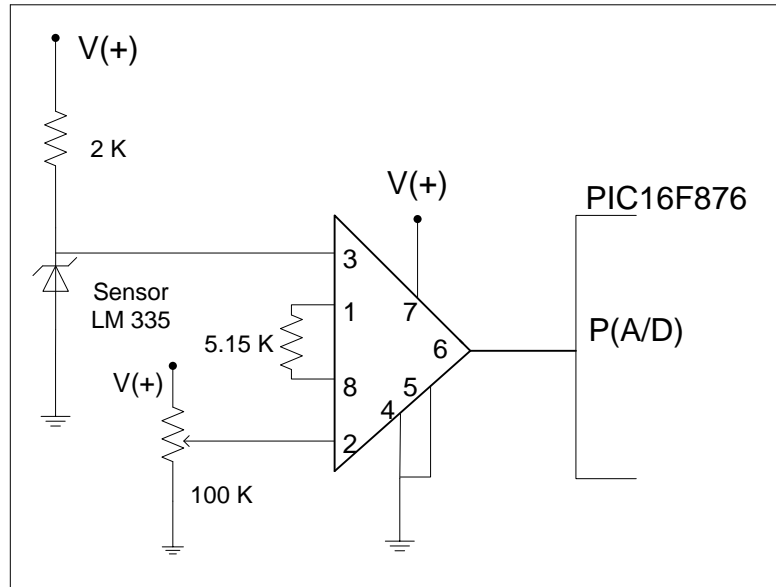 V(+)
2 K
V(+)
PIC16F876
3
Sensor
LM 335
1
7
5.15 K
6
P(A/D)
V(+)
8
5
4
2
100 K